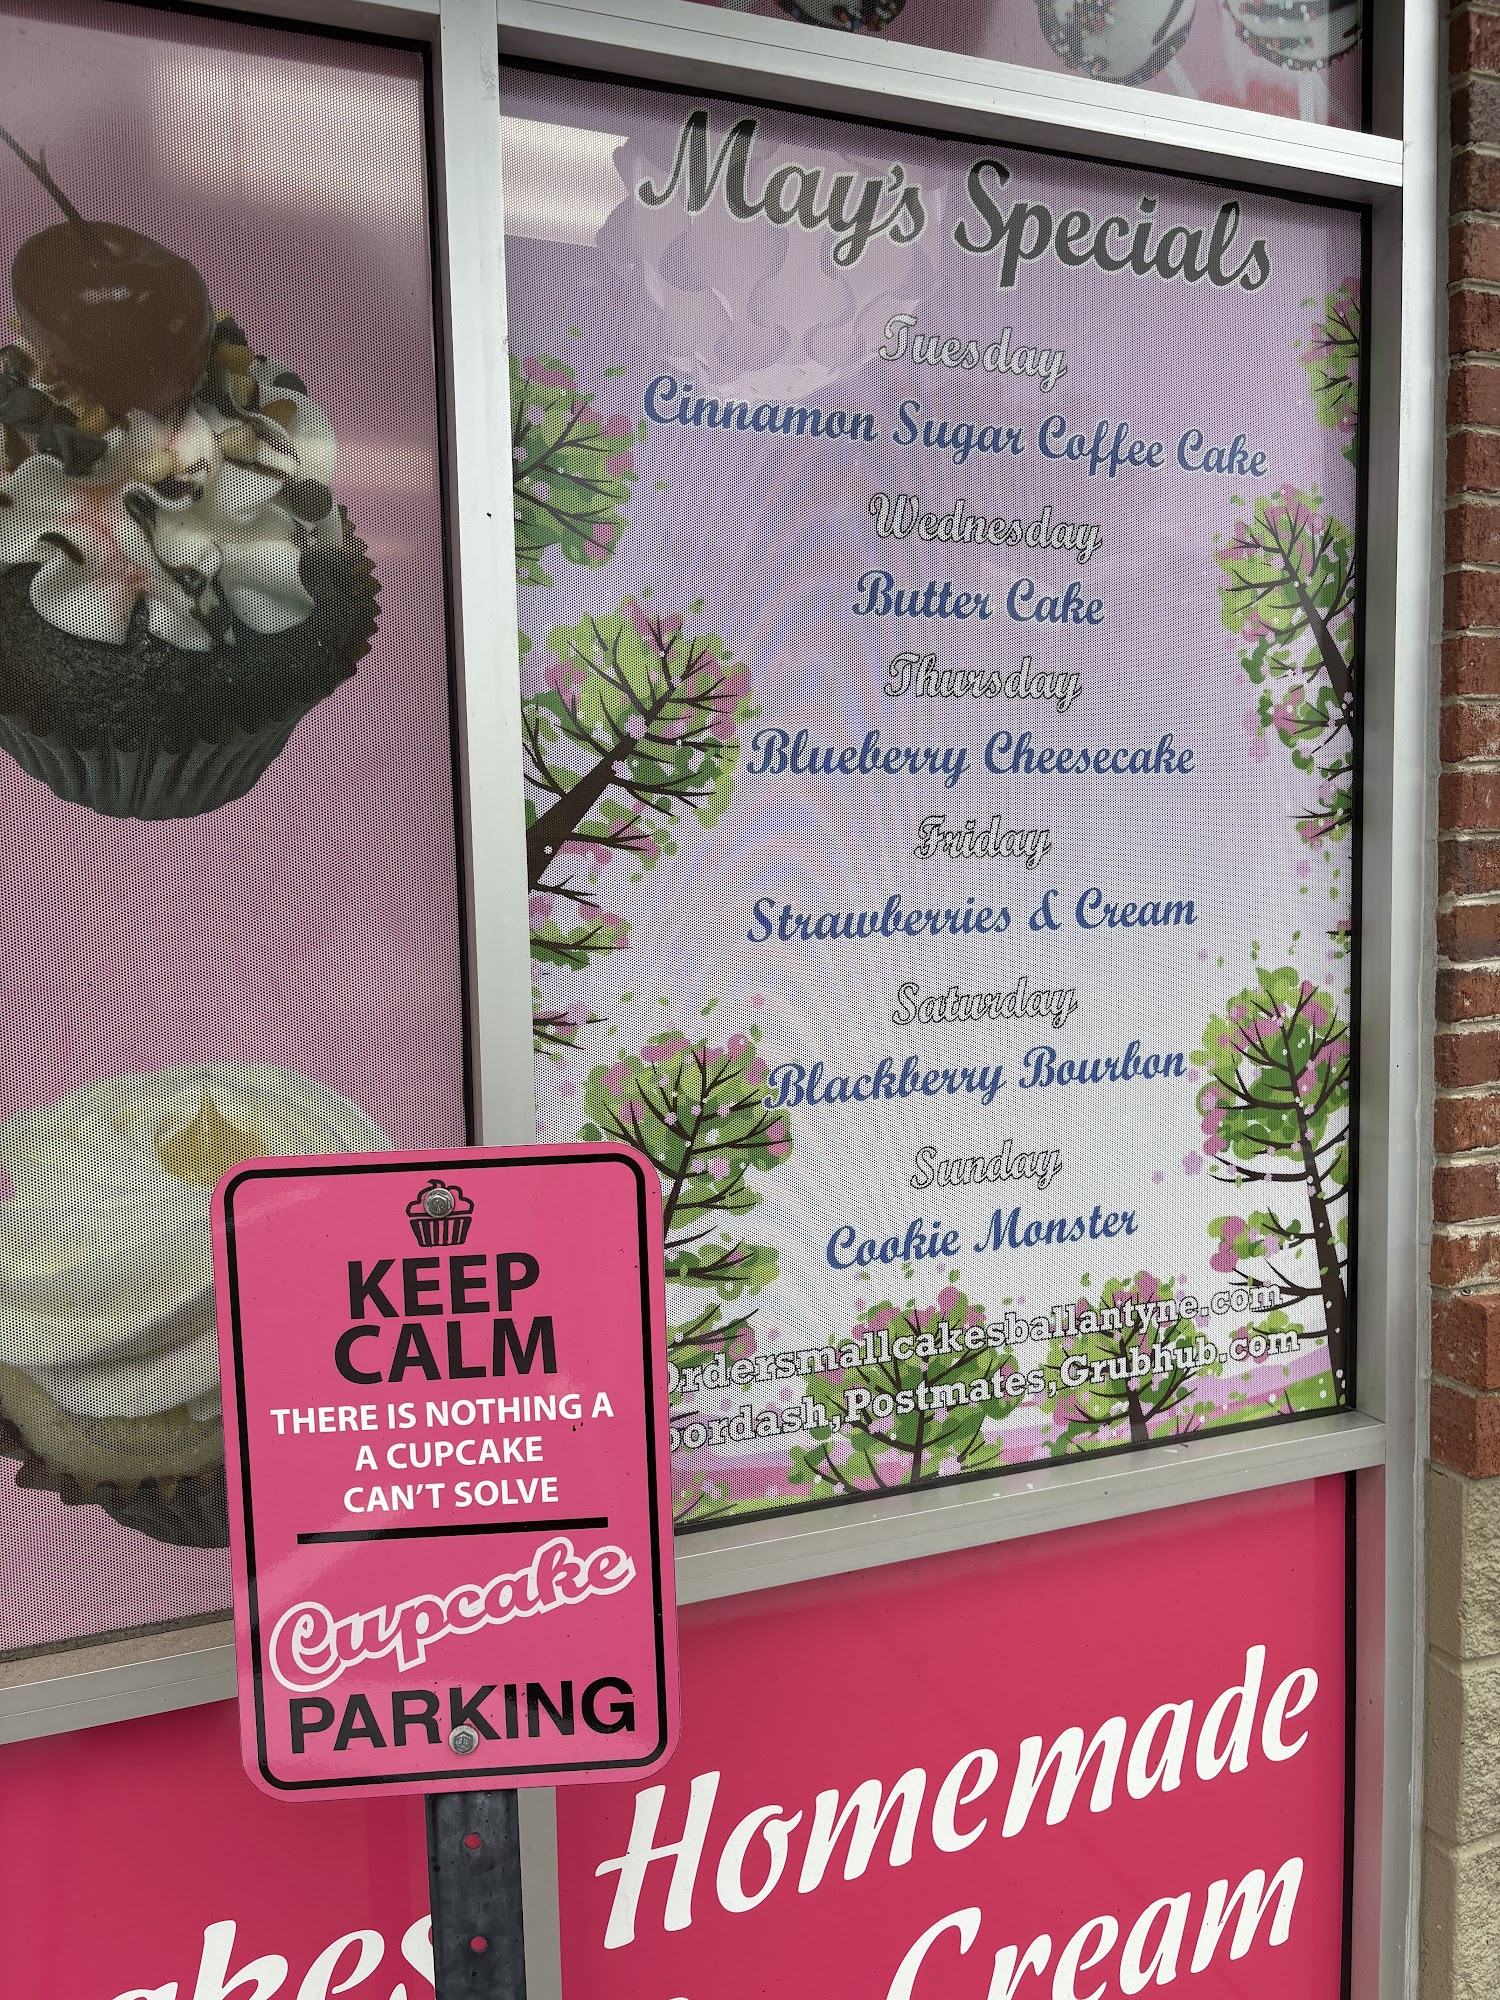 May's Specials
Tuesday
Cinnamon Sugar Coffee Cake
Wednesday
Butter Cake
Thursday
Blueberry Cheesecake
Friday
Strawberries & Cream
Saturday
Blackberry Bourbon
Sunday
Cookie Monster
Ordersmallcakesballantyne.com
oordash, Postmates, Grubhub.com
KEEP
CALM
THERE IS NOTHING A
A CUPCAKE
CAN'T SOLVE
Cupcake
PARKING
Homemade
Cream
akes